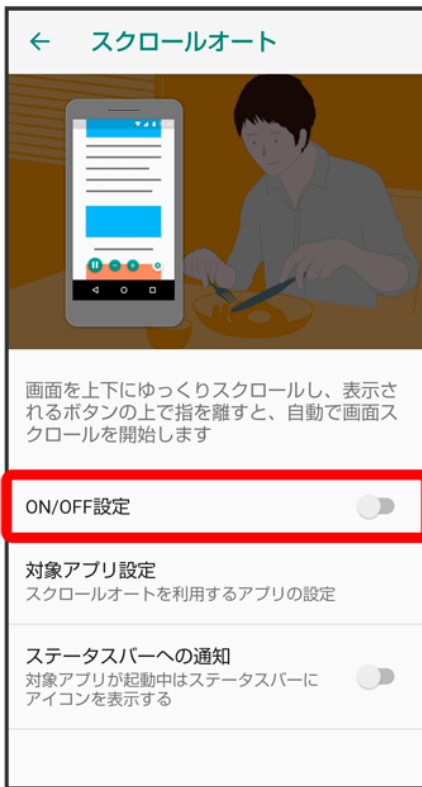 スクロールオート
画面を上下にゆっくりスクロールし、表示さ
れるボタンの上で指を離すと、自動で画面ス
クロールを開始します
ON/OFF設定
対象アプリ設定
スクロールオートを利用するアプリの設定
ステータスバーへの通知
対象アプリが起動中はステータスバーに
アイコンを表示する